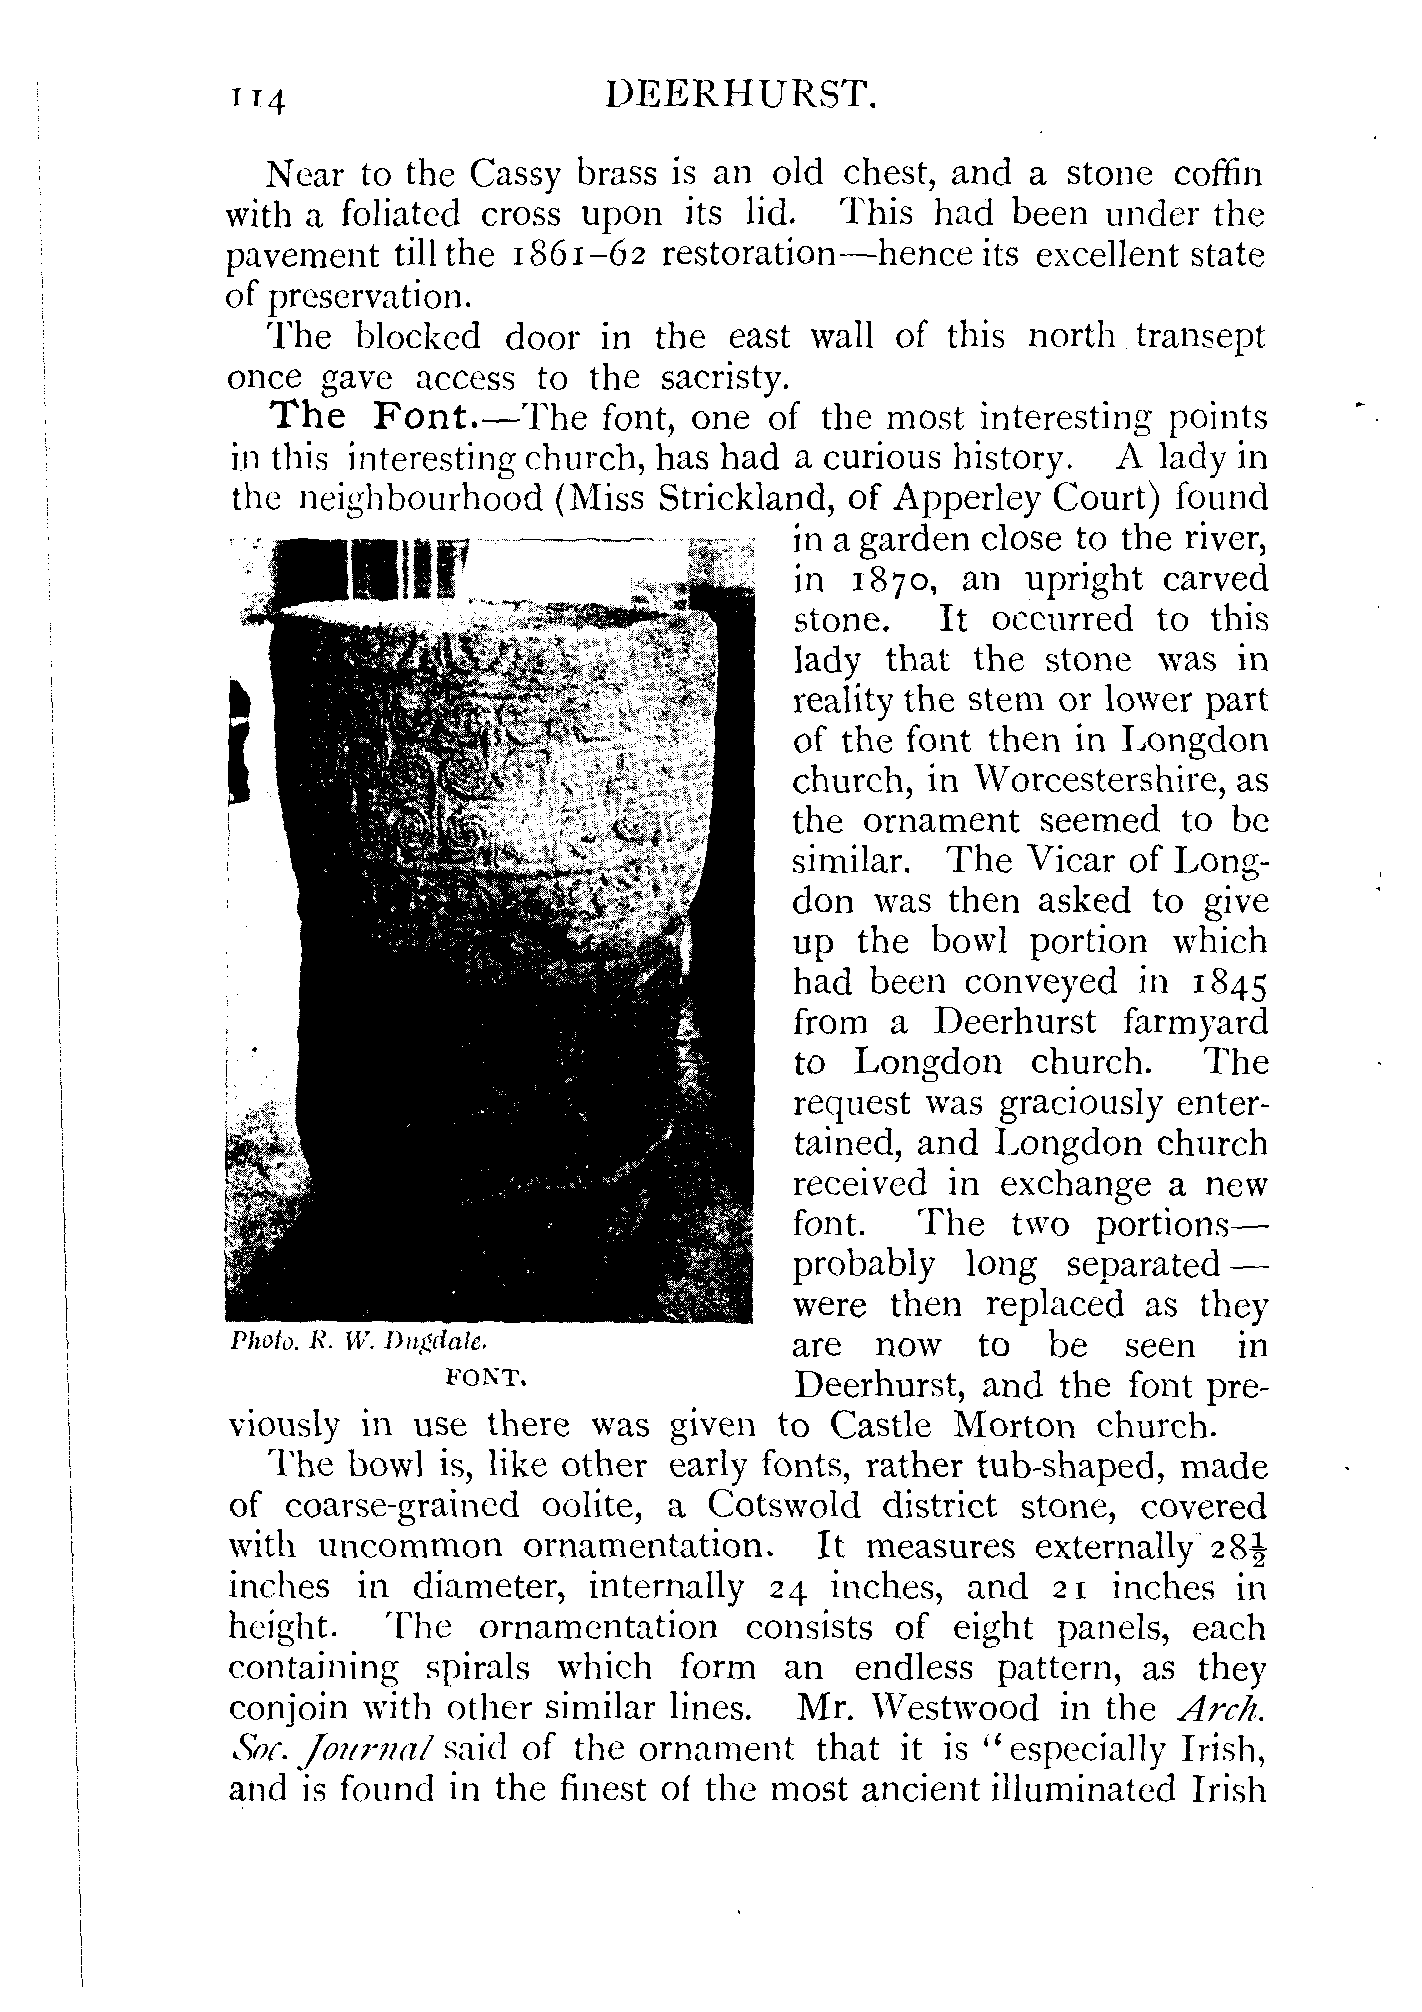 114 DEERHURST.
Near to the Cassy brass is an old chest, and a stone coffin
with a foliated cross upon its lid. This had been under the
pavement till the 1861–62 restoration—hence its excellent state
of preservation.
The blocked door in the east wall of this north transept
once gave access to the sacristy.
The Font.—The font, one of the most interesting points
in this interesting church, has had a curious history. A lady in
the neighbourhood (Miss Strickland, of Apperley Court) found
in a garden close to the river,
in 1870, an upright carved
stone. It occurred to this
lady that the stone was in
reality the stem or lower part
of the font then in Longdon
church, in Worcestershire, as
the ornament seemed to be
similar. The Vicar of Long-
don was then asked to give
up the bowl portion which
had been conveyed in 1845
from a Deerhurst farmyard
to Longdon church. The
request was graciously enter-
tained, and Longdon church
received in exchange a new
font. The two portions—
probably long separated—
were then replaced as they
are now to be seen in
Deerhurst, and the font pre-
Photo. R. W. Dugdale.
FONT.
viously in use there was given to Castle Morton church.
The bowl is, like other early fonts, rather tub-shaped, made
of coarse-grained oolite, a Cotswold district stone, covered
with uncommon ornamentation. It measures externally 28½
inches in diameter, internally 24 inches, and 21 inches in
height. The ornamentation consists of eight panels, each
containing spirals which form an endless pattern, as they
conjoin with other similar lines. Mr. Westwood in the Arch.
Soc. Journal said of the ornament that it is "especially Irish,
and is found in the finest of the most ancient illuminated Irish